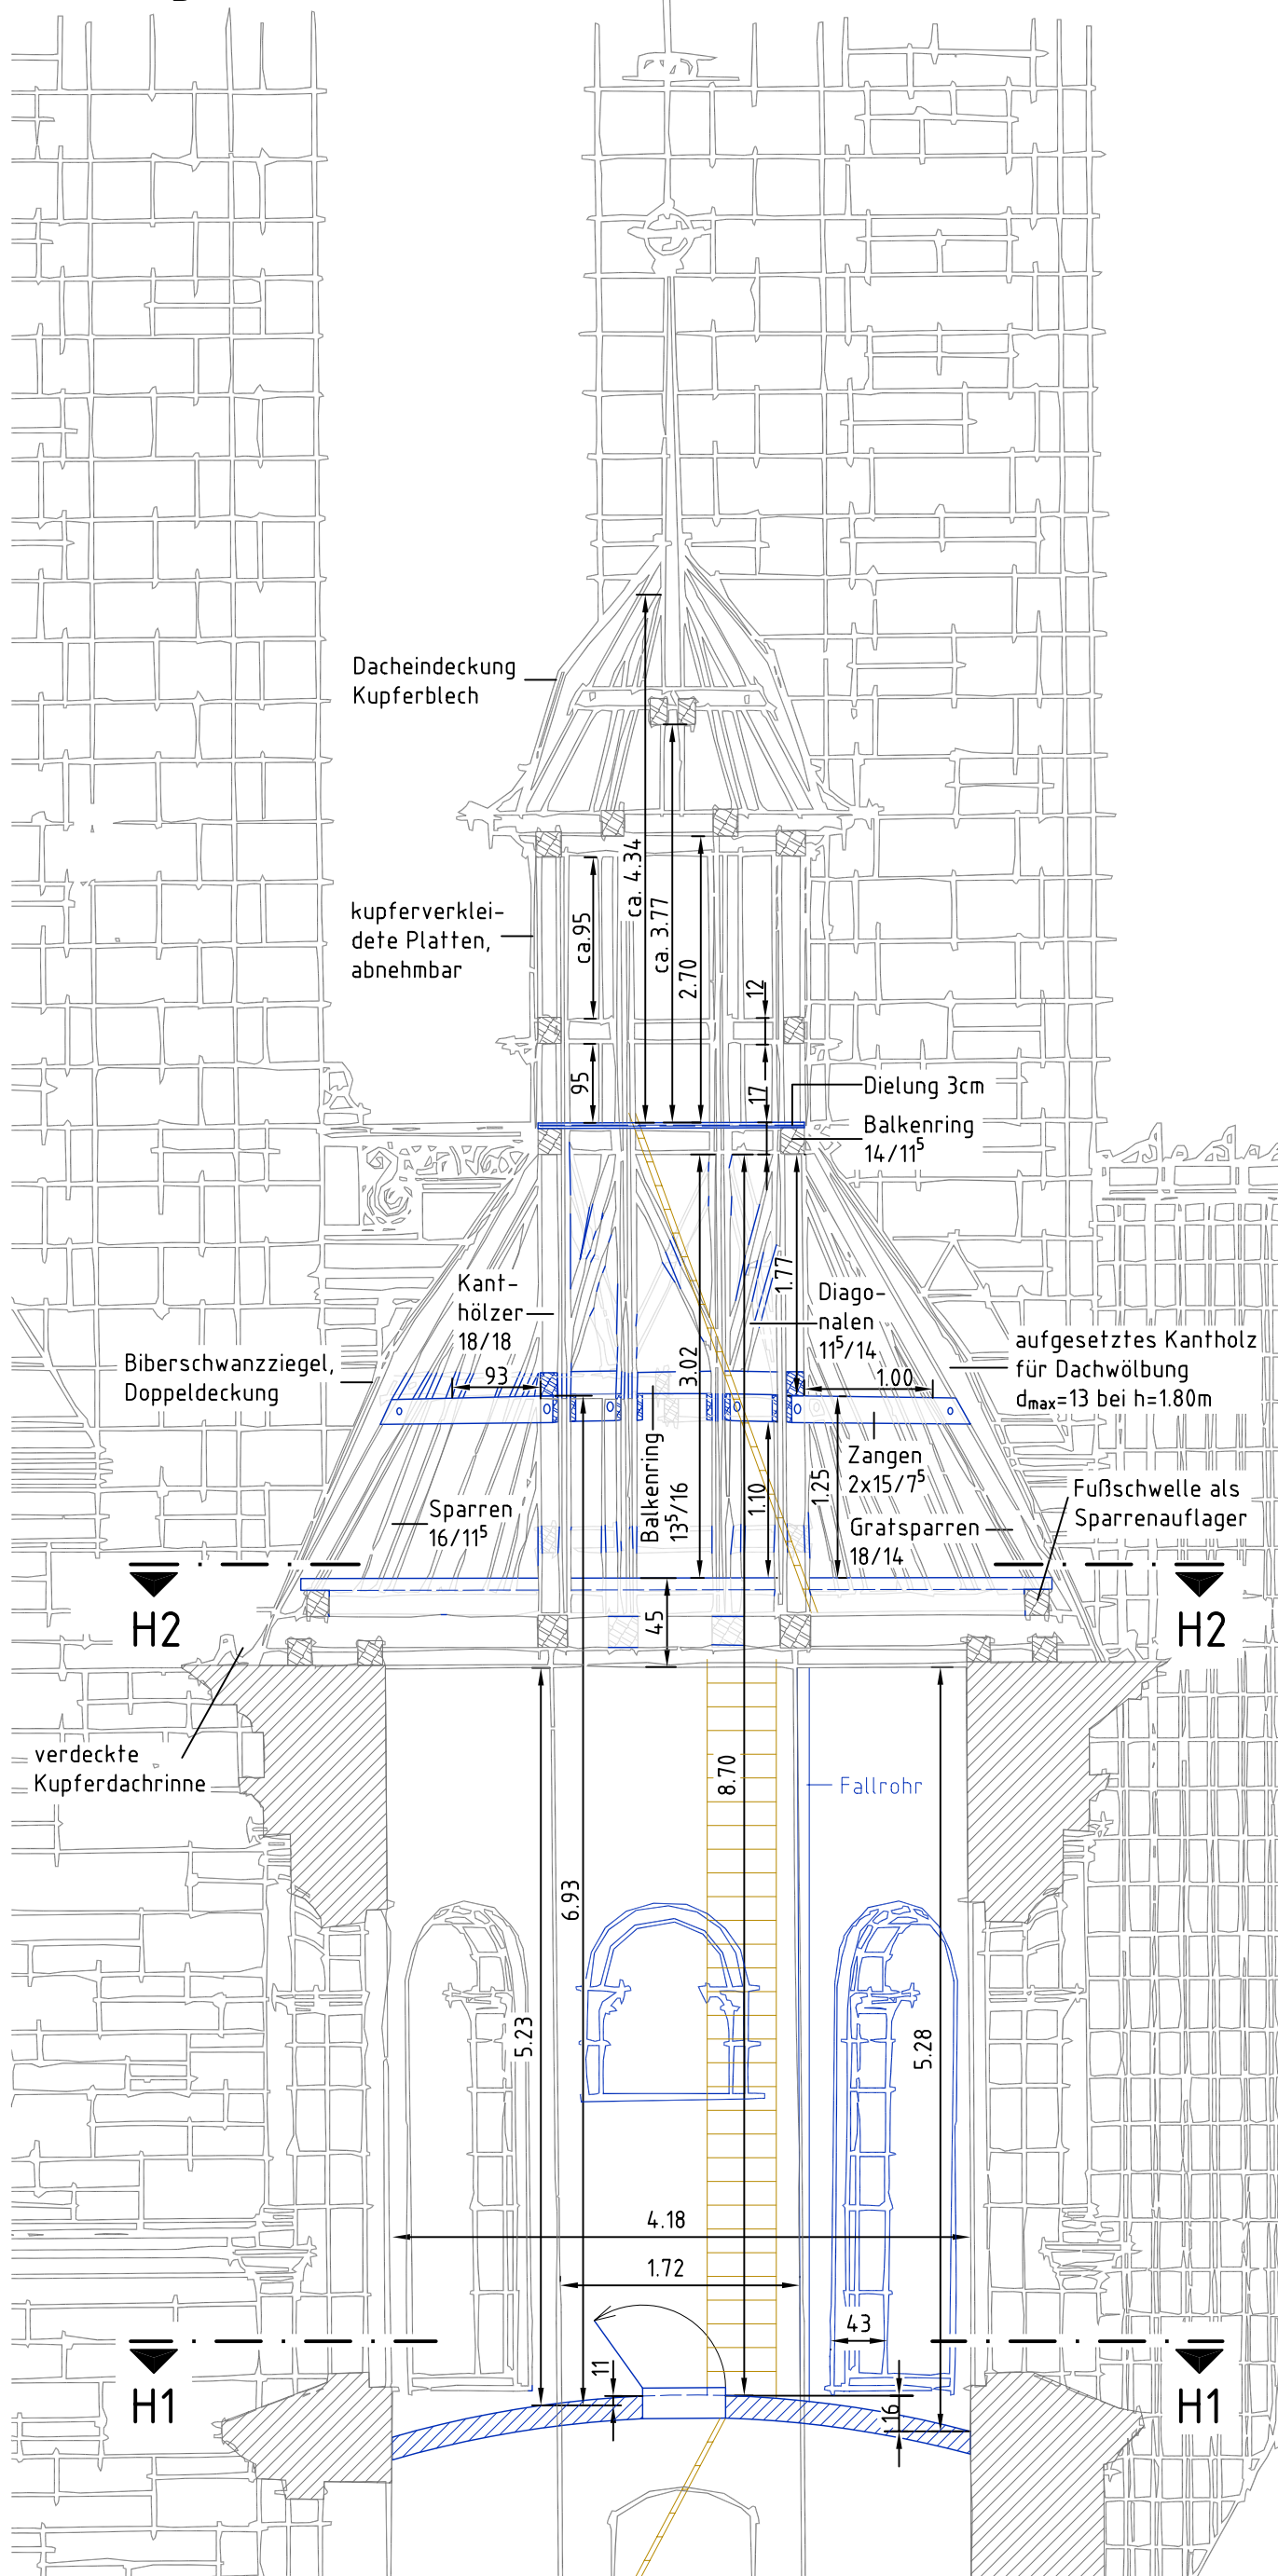 Dacheindeckung
Kupferblech
ca. 4.34
ca. 3.77
2.70
ca.95
12
kupferverklei-
dete Platten,
abnehmbar
95
17
Dielung 3cm
Balkenring
14/11⁵
Kant-
hölzer
18/18
1.77
Diago-
nalen
11⁵/14
aufgesetztes Kantholz
für Dachwölbung
dmax=13 bei h=1.80m
Biberschwanzziegel,
Doppeldeckung
93
3.02
1.00
Zangen
2x15/7⁵
Balkenring
13⁵/16
1.10
1.25
Sparren
16/11⁵
Gratsparren
18/14
Fußschwelle als
Sparrenauflager
H2
H2
45
verdeckte
Kupferdachrinne
8.70
Fallrohr
6.93
5.23
5.28
4.18
1.72
43
11
16
H1
H1